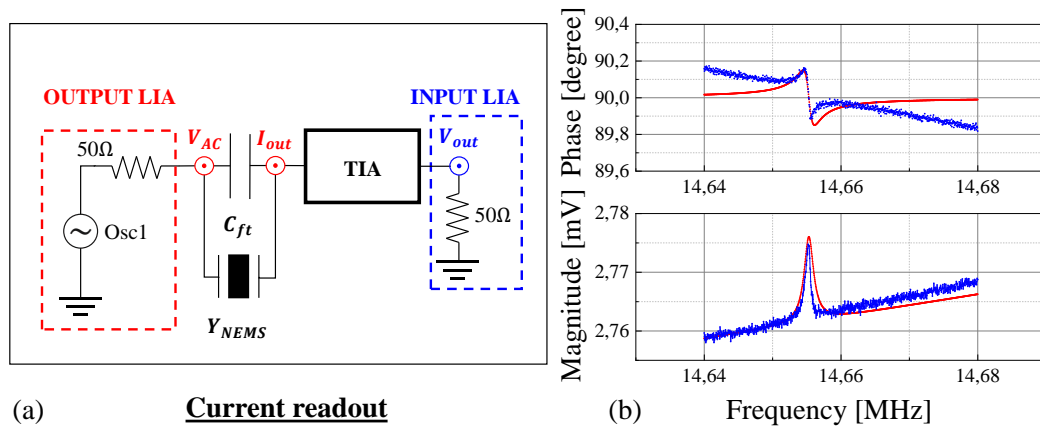 OUTPUT LIA
INPUT LIA
50Ω
V_AC
I_out
V_out
TIA
50Ω
Osc1
C_ft
Y_NEMS
(a)
Current readout
Phase [degree]
90,4
90,2
90,0
89,8
89,6
14,64
14,66
14,68
Magnitude [mV]
2,78
2,77
2,76
14,64
14,66
14,68
(b)
Frequency [MHz]